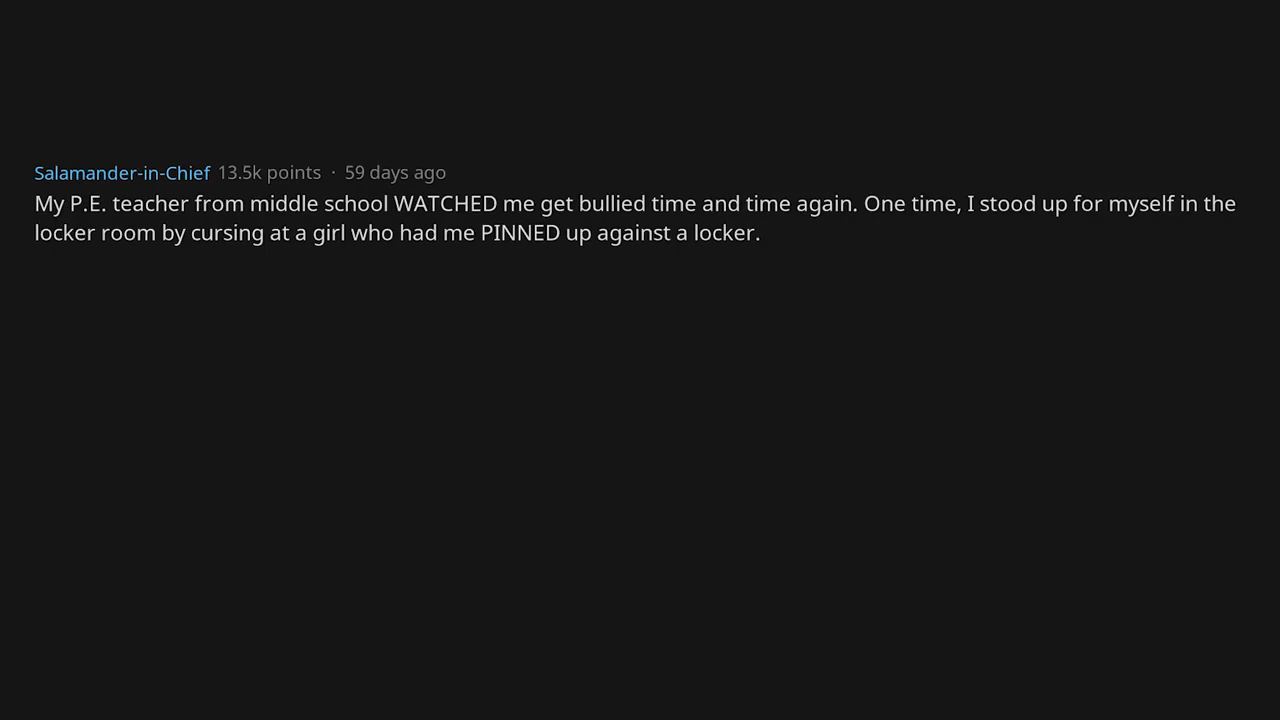 Salamander-in-Chief 13.5k points · 59 days ago
My P.E. teacher from middle school WATCHED me get bullied time and time again. One time, I stood up for myself in the
locker room by cursing at a girl who had me PINNED up against a locker.